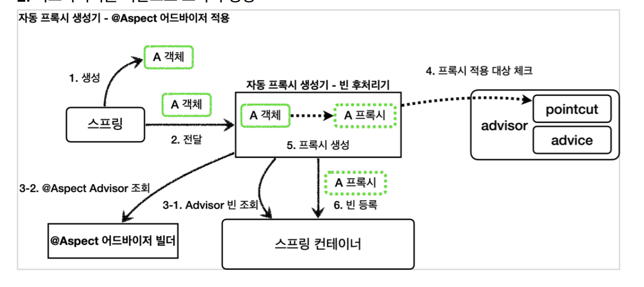 자동 프록시 생성기 - @Aspect 어드바이저 적용
A 객체
1. 생성
자동 프록시 생성기 - 빈 후처리기
4. 프록시 적용 대상 체크
A 객체
스프링
2. 전달
A 객체
A 프록시
5. 프록시 생성
advisor
pointcut
advice
3-2. @Aspect Advisor 조회
3-1. Advisor 빈 조회
A 프록시
6. 빈 등록
@Aspect 어드바이저 빌더
스프링 컨테이너